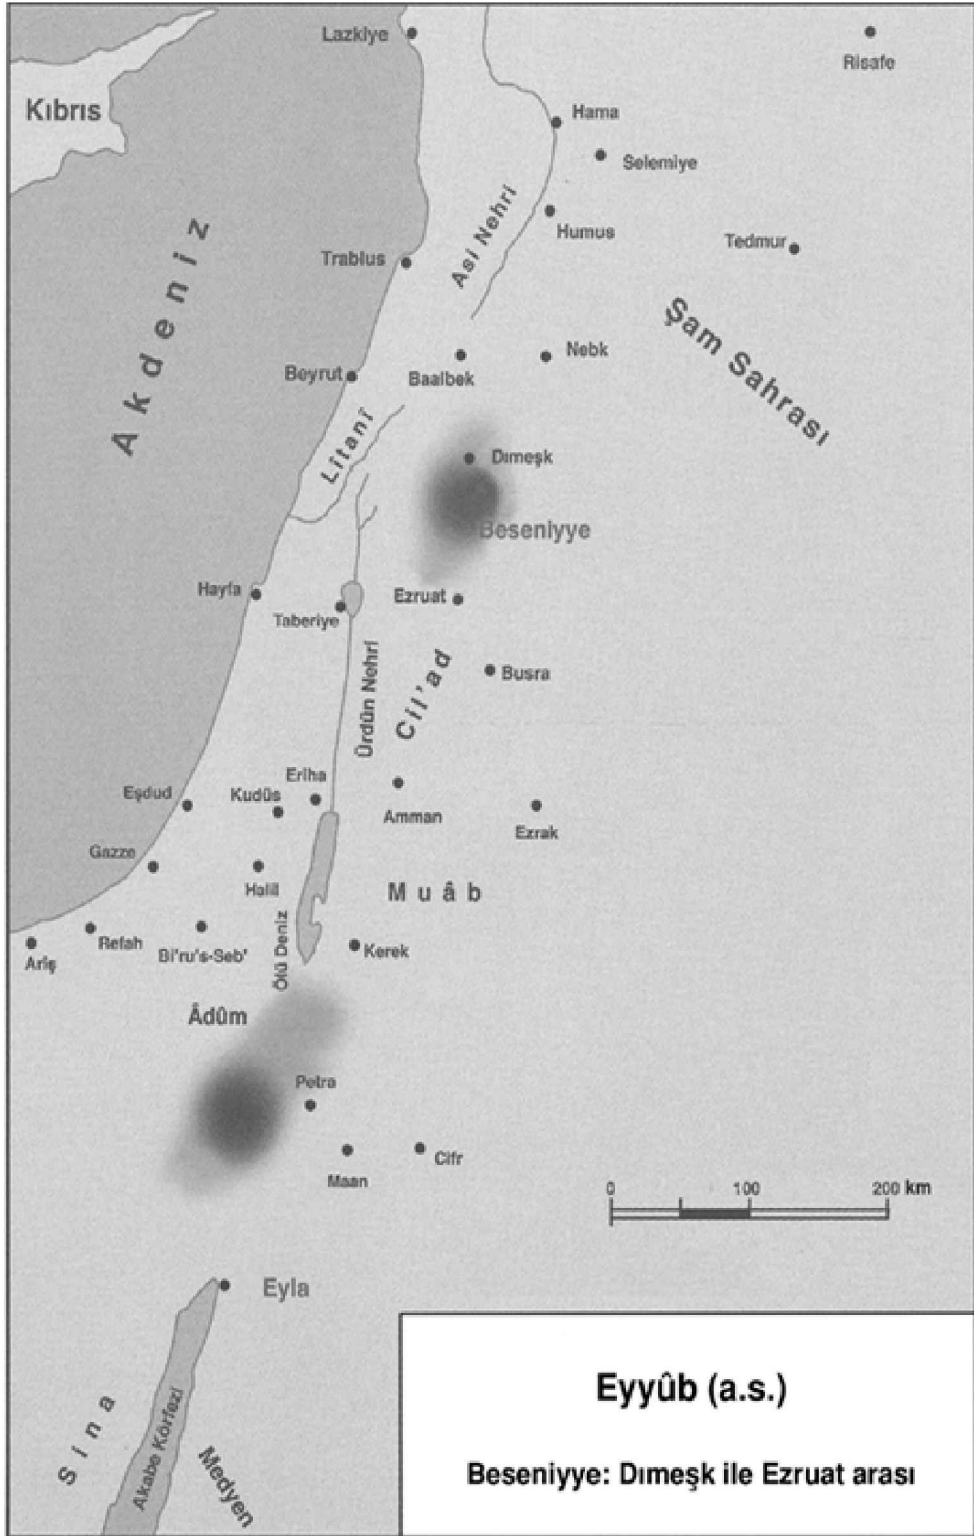 Lazkiye
Risafe
Kıbrıs
Hama
Selemiye
Asi Nehri
Humus
Tedmur
Akdeniz
Trablus
Şam Sahrası
Beyrut
Baalbek
Nebk
Litanî
Dımeşk
Beseniyye
Hayfa
Taberiye
Ezruat
Ürdün Nehri
Cil'ad
Busra
Eşdud
Kudüs
Eriha
Amman
Ezrak
Gazze
Halil
Muâb
Ariş
Refah
Bi'ru's-Seb'
Ölü Deniz
Kerek
Âdûm
Petra
Maan
Cifr
0 100 200 km
Eyla
Sina
Akabe Körfezi
Medyen
Eyyûb (a.s.)
Beseniyye: Dımeşk ile Ezruat arası